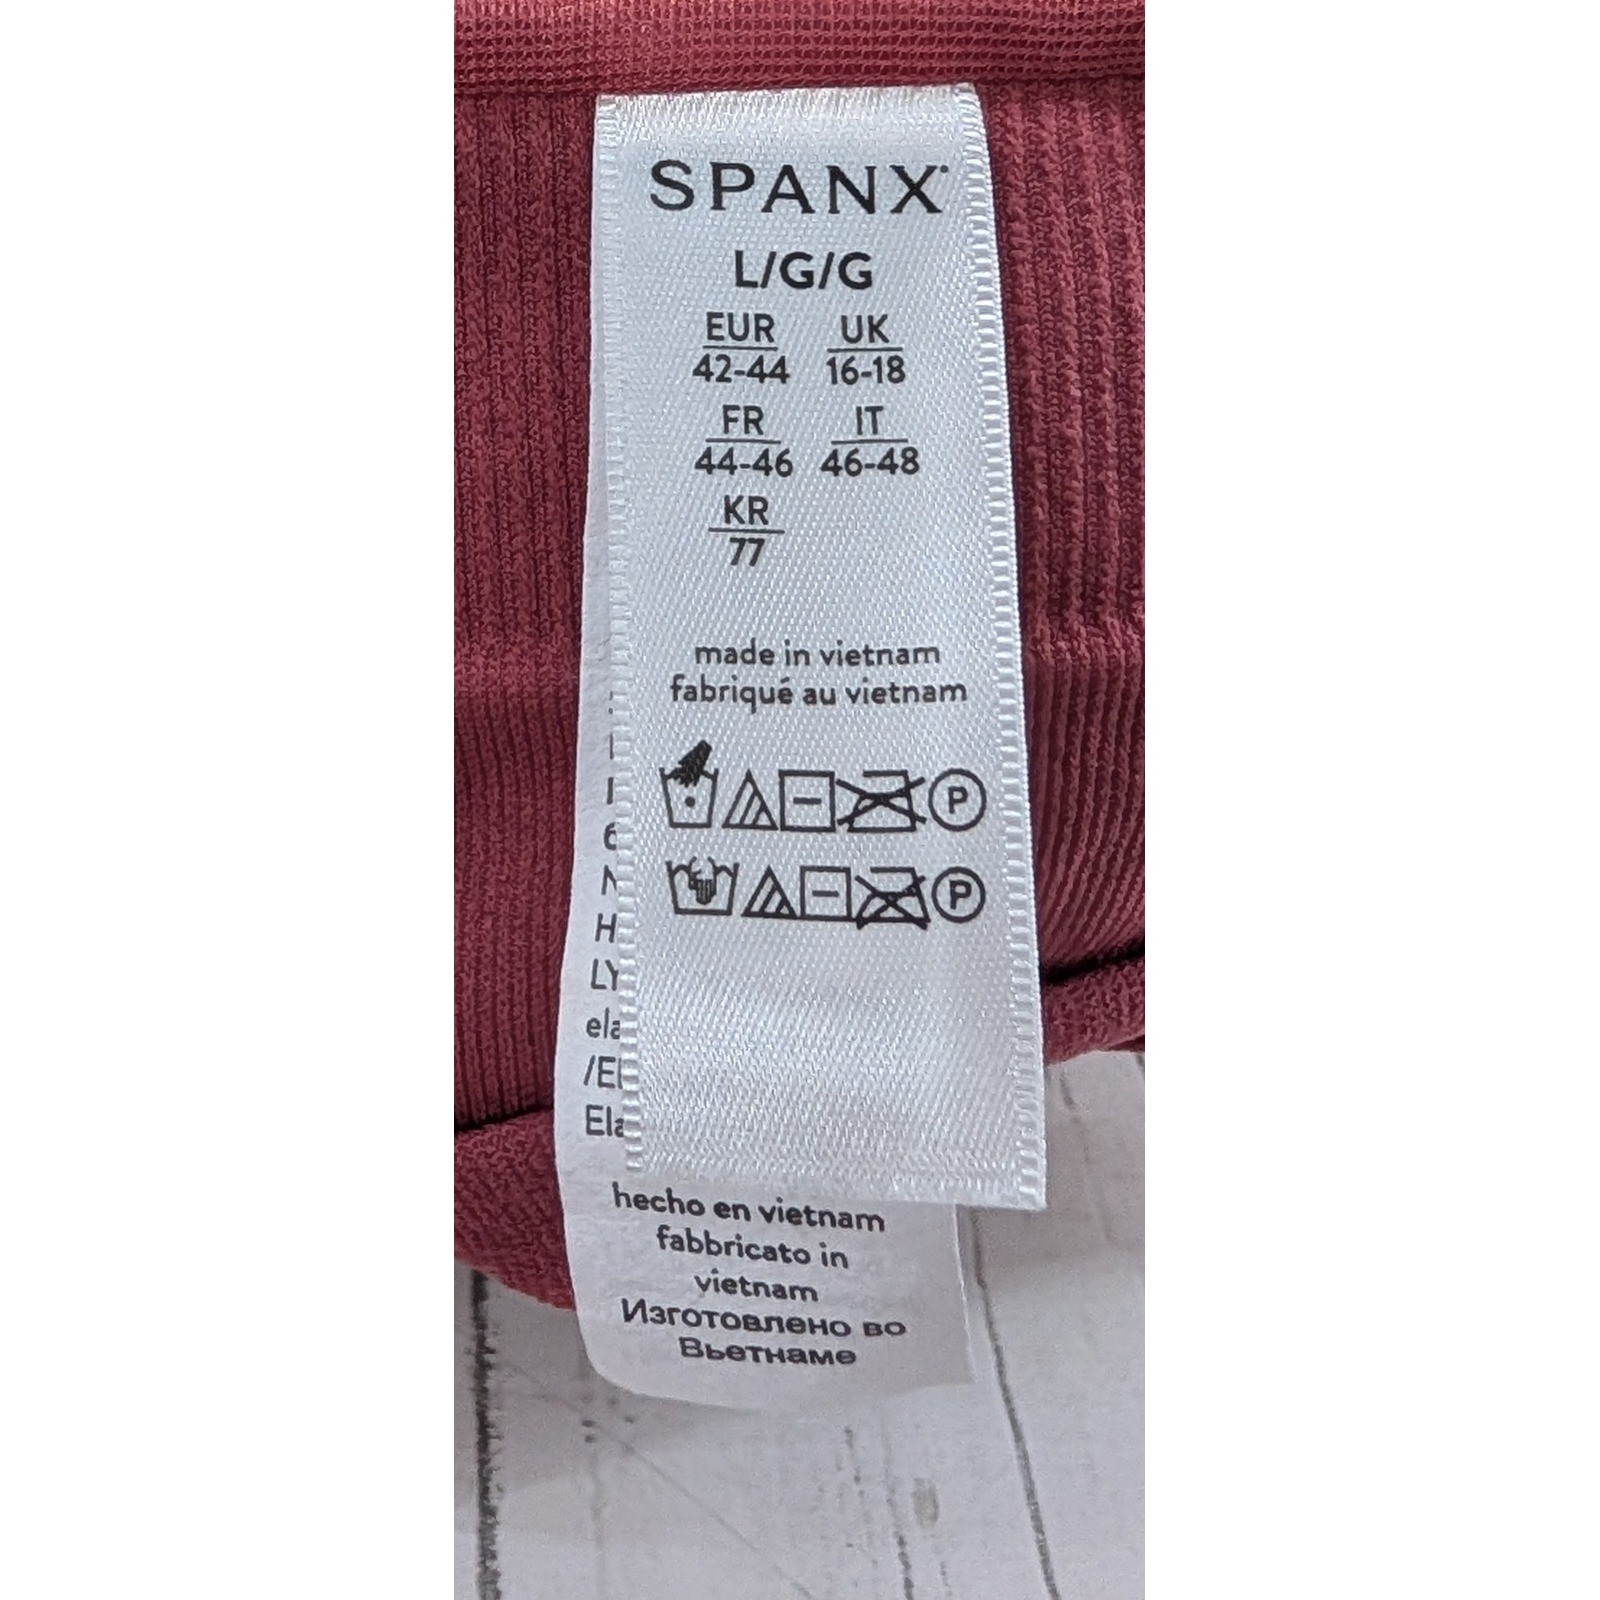 SPANX
L/G/G
EUR UK
42-44 16-18
FR IT
44-46 46-48
KR
77
made in vietnam
fabriqué au vietnam
P
P
hecho en vietnam
fabbricato in
vietnam
Изготовлено во
Вьетнаме